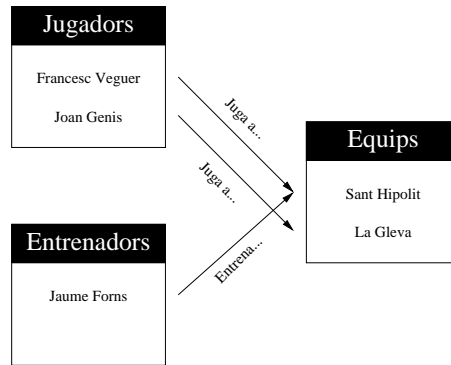 Jugadors
Francesc Veguer
Joan Genis
Juga a...
Juga a...
Equips
Sant Hipolit
La Gleva
Entrenadors
Jaume Forns
Entrena...